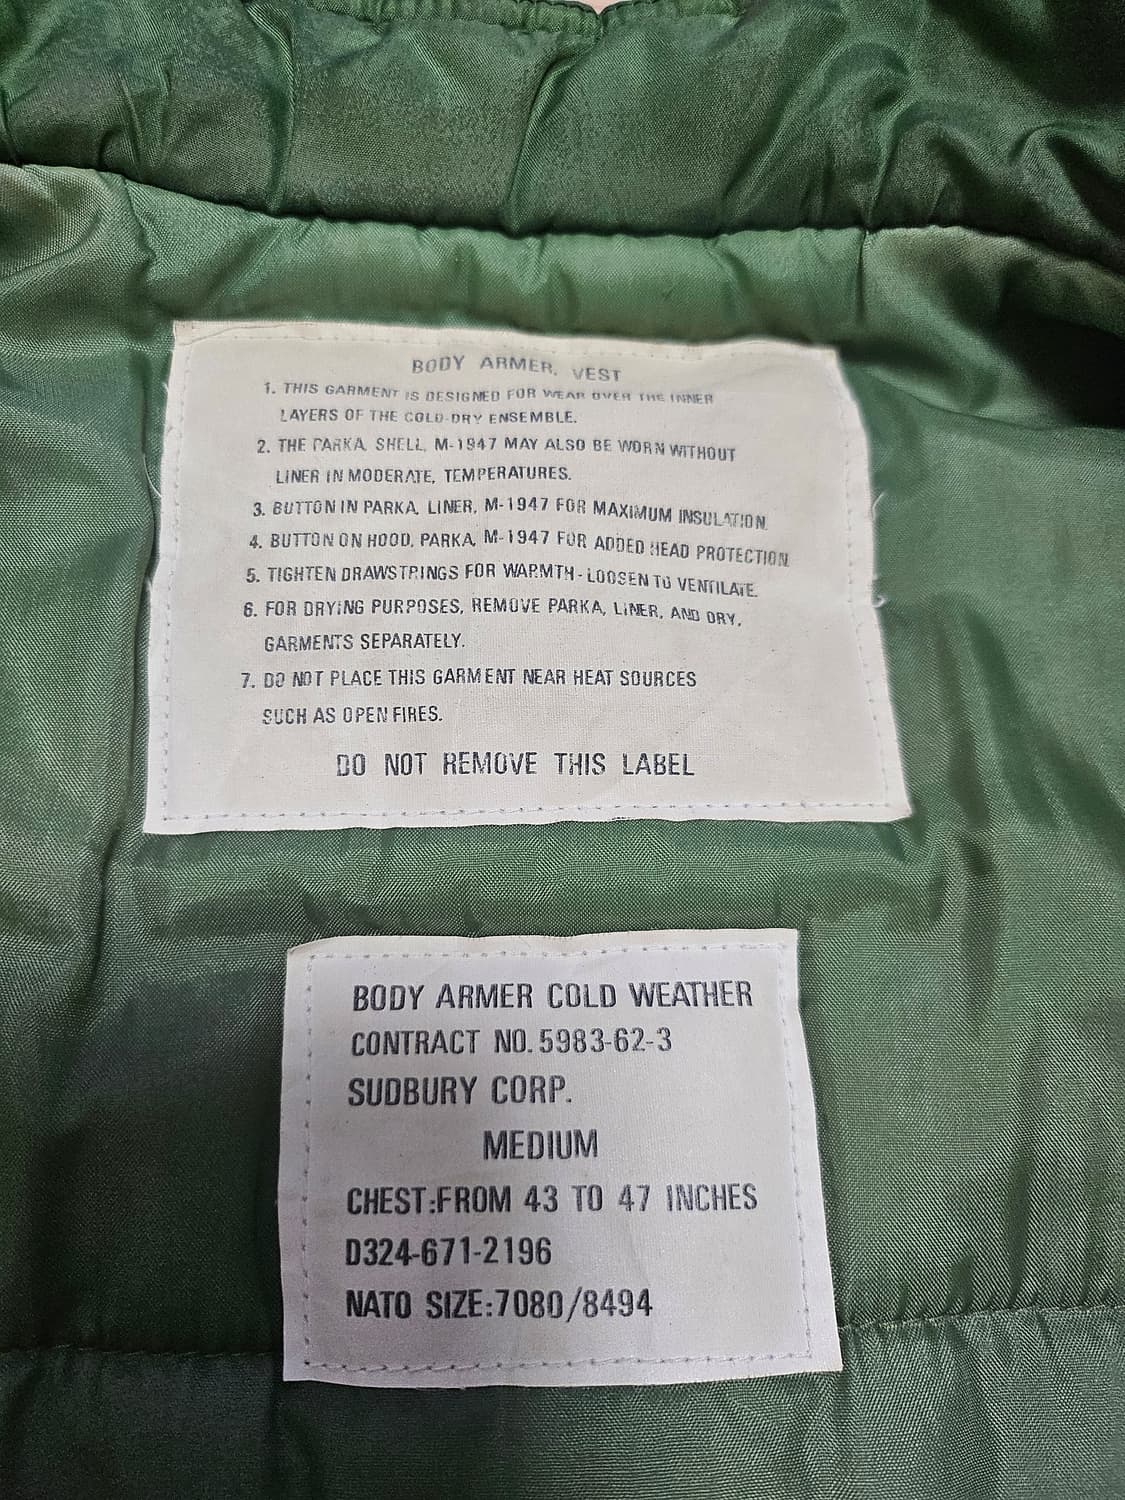 BODY ARMER, VEST
1. THIS GARMENT IS DESIGNED FOR WEAR OVER THE INNER
LAYERS OF THE COLD-DRY ENSEMBLE.
2. THE PARKA, SHELL, M-1947 MAY ALSO BE WORN WITHOUT
LINER IN MODERATE, TEMPERATURES.
3. BUTTON IN PARKA, LINER, M-1947 FOR MAXIMUM INSULATION.
4. BUTTON ON HOOD, PARKA, M-1947 FUR ADDED HEAD PROTECTION.
5. TIGHTEN DRAWSTRINGS FOR WARMTH-LOOSEN TO VENTILATE.
6. FOR DRYING PURPOSES, REMOVE PARKA, LINER, AND DRY,
GARMENTS SEPARATELY.
7. DO NOT PLACE THIS GARMENT NEAR HEAT SOURCES
SUCH AS OPEN FIRES.
DO NOT REMOVE THIS LABEL
BODY ARMER COLD WEATHER
CONTRACT NO. 5983-62-3
SUDBURY CORP.
MEDIUM
CHEST:FROM 43 TO 47 INCHES
D324-671-2196
NATO SIZE:7080/8494